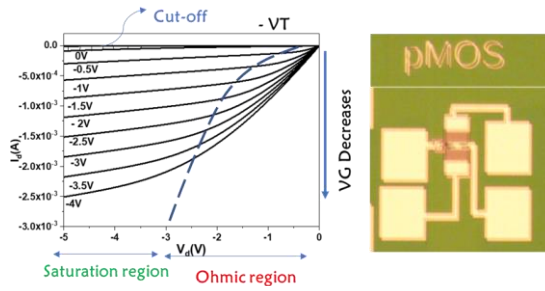 Cut-off
- VT
0.0
-5.0x10⁻⁴
-1.0x10⁻³
-1.5x10⁻³
-2.0x10⁻³
-2.5x10⁻³
-3.0x10⁻³
I_d(A)
0V
-0.5V
-1V
-1.5V
- 2V
-2.5V
-3V
-3.5V
-4V
-5 -4 -3 -2 -1 0
V_d(V)
VG Decreases
Saturation region
Ohmic region
pMOS